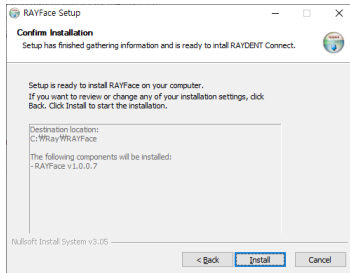 RAYFace Setup
Confirm Installation
Setup has finished gathering information and is ready to intall RAYDENT Connect.
Setup is ready to install RAYFace on your computer.
If you want to review or change any of your installation settings, click
Back. Click Install to start the installation.
Destination location:
C:₩Ray₩RAYFace
The following components will be installed:
- RAYFace v1.0.0.7
Nullsoft Install System v3.05
< Back
Install
Cancel